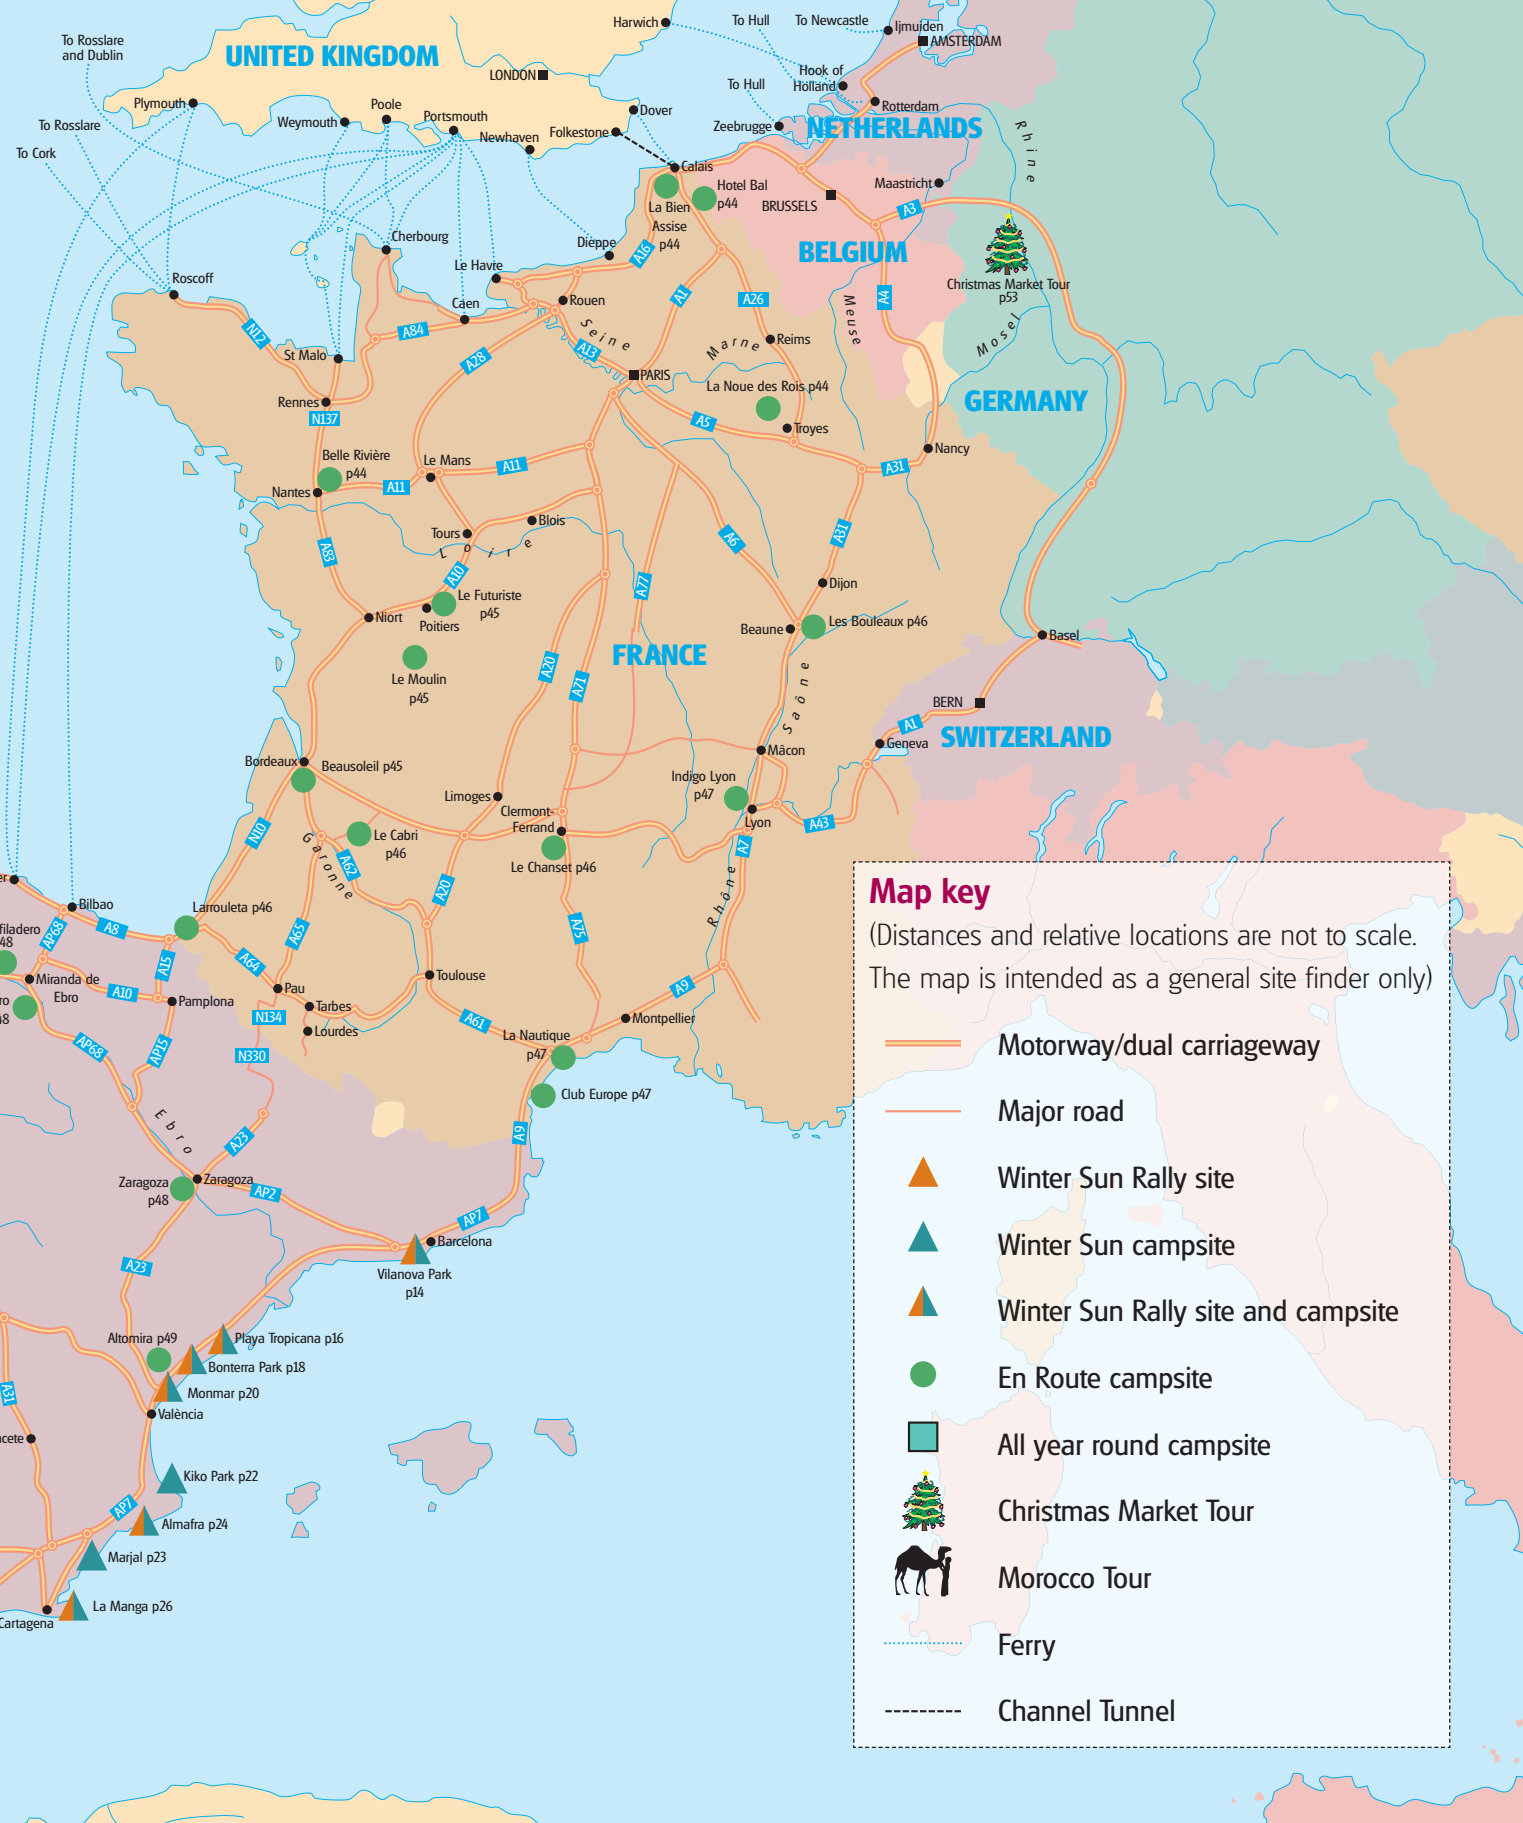 To Rosslare
and Dublin
UNITED KINGDOM
Harwich
To Hull
To Newcastle
Ijmuiden
AMSTERDAM
LONDON
Hook of
Holland
To Hull
Rotterdam
Plymouth
Poole
Weymouth
Portsmouth
Dover
Newhaven
Folkestone
Zeebrugge
NETHERLANDS
To Rosslare
To Cork
Rhine
Calais
Maastricht
Hotel Bal
p44
La Bien
Assise
p44
BRUSSELS
A3
BELGIUM
Cherbourg
Dieppe
A16
Le Havre
Roscoff
Christmas Market Tour
p53
Caen
Rouen
A1
A26
A4
Meuse
Mosel
N12
A84
Seine
A13
A28
Marne
Reims
St Malo
PARIS
La Noue des Rois p44
GERMANY
Rennes
N137
A5
Troyes
Nancy
Belle Rivière
p44
Le Mans
A11
A31
Nantes
A11
Tours
Blois
Loire
A6
A31
A83
A10
A77
Dijon
Le Futuriste
p45
Niort
Poitiers
Beaune
Les Bouleaux p46
Basel
FRANCE
A20
A71
Le Moulin
p45
Saône
BERN
A1
SWITZERLAND
Geneva
Mâcon
Bordeaux
Beausoleil p45
Indigo Lyon
p47
Limoges
Clermont-
Ferrand
Lyon
A43
N10
Garonne
Le Cabri
p46
A62
A7
Le Chanset p46
A20
Rhône
er
Bilbao
Larrouleta p46
A8
AP68
filadero
48
A15
A64
A65
A75
Miranda de
Ebro
A10
Pamplona
Pau
Toulouse
A9
ro
48
Tarbes
N134
Lourdes
A61
Montpellier
AP68
AP15
N330
La Nautique
p47
Club Europe p47
Ebro
A23
A9
Zaragoza
p48
Zaragoza
AP2
AP7
Barcelona
A23
Vilanova Park
p14
Altomira p49
Playa Tropicana p16
Bonterra Park p18
Monmar p20
A31
València
cete
Kiko Park p22
AP7
Almafra p24
Marjal p23
La Manga p26
Cartagena
Map key
(Distances and relative locations are not to scale.
The map is intended as a general site finder only)
Motorway/dual carriageway
Major road
Winter Sun Rally site
Winter Sun campsite
Winter Sun Rally site and campsite
En Route campsite
All year round campsite
Christmas Market Tour
Morocco Tour
Ferry
Channel Tunnel